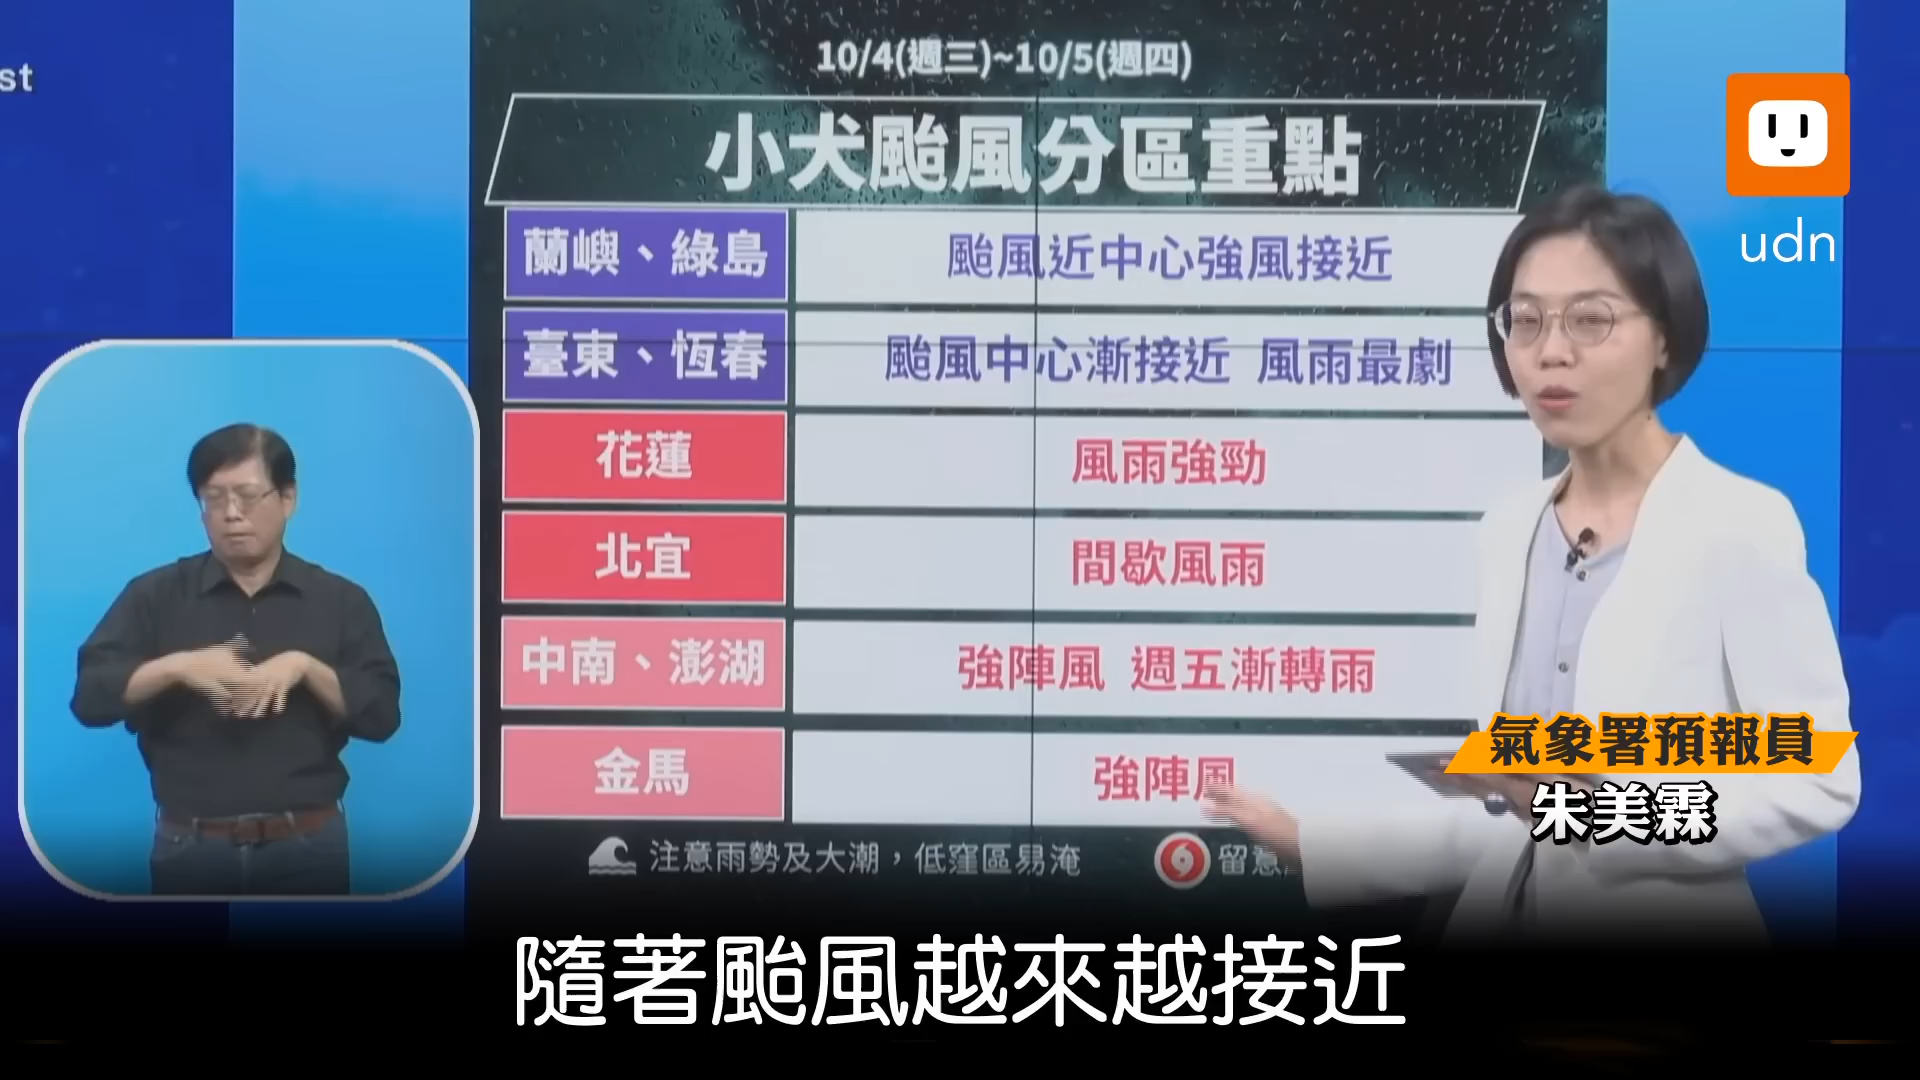 st
10/4(週三)~10/5(週四)
小犬颱風分區重點
蘭嶼、綠島 颱風近中心強風接近
臺東、恆春 颱風中心漸接近 風雨最劇
花蓮 風雨強勁
北宜 間歇風雨
中南、澎湖 強陣風 週五漸轉雨
金馬 強陣風
注意雨勢及大潮，低窪區易淹 留意
udn
氣象署預報員
朱美霖
隨著颱風越來越接近